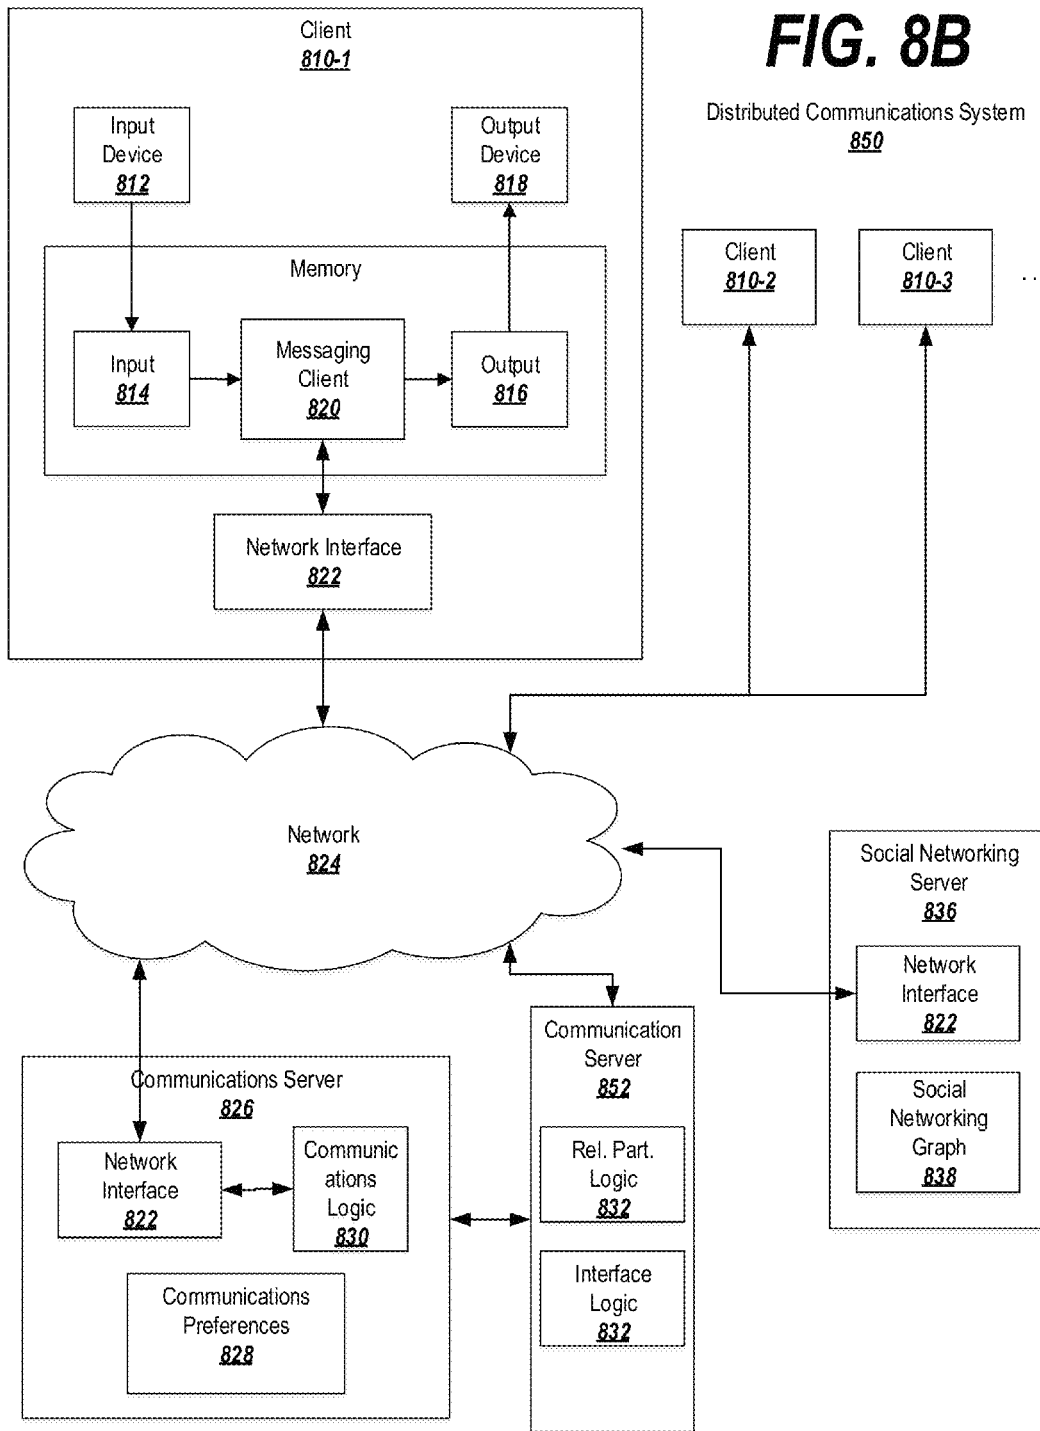 Client
810-1
FIG. 8B
Distributed Communications System
850
Input
Device
812
Output
Device
818
Client
810-2
Client
810-3
. .
Memory
Input
814
Messaging
Client
820
Output
816
Network Interface
822
Network
824
Social Networking
Server
836
Network
Interface
822
Social
Networking
Graph
838
Communication
Server
852
Rel. Part.
Logic
832
Interface
Logic
832
Communications Server
826
Network
Interface
822
Communic
ations
Logic
830
Communications
Preferences
828